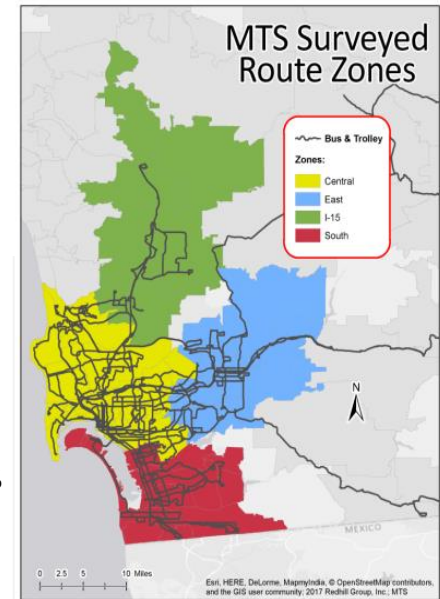 MTS Surveyed
Route Zones
Bus & Trolley
Zones:
Central
East
I-15
South
N
MEXICO
0 2.5 5 10 Miles
Esri, HERE, DeLorme, MapmyIndia, © OpenStreetMap contributors,
and the GIS user community; 2017 Redhill Group, Inc.; MTS